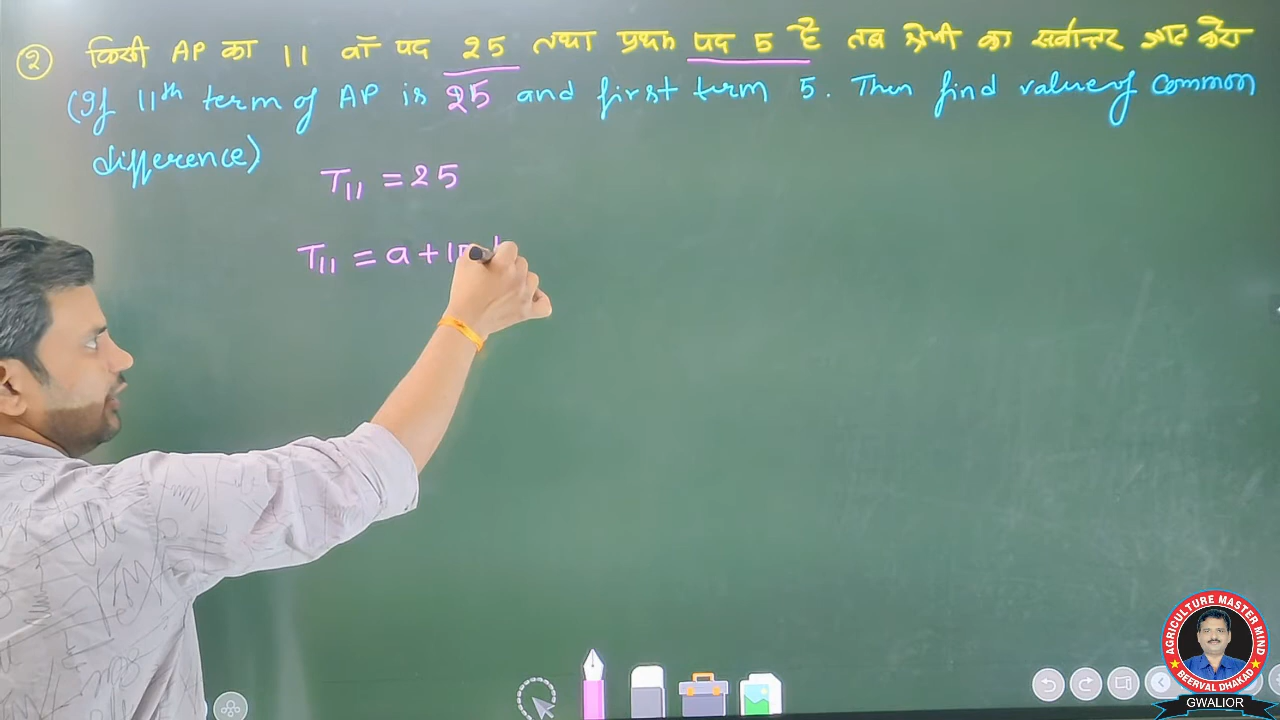 ② किसी AP का 11 वॉ पद 25 तथा प्रथम पद 5 है तब श्रेणी का सर्वान्तर ज्ञात करो
(If 11th term of AP is 25 and first term 5. Then find value of common
difference)
T11 = 25
T11 = a + (n
AGRICULTURE MASTER MIND
BEERVAL DHAKAD
GWALIOR